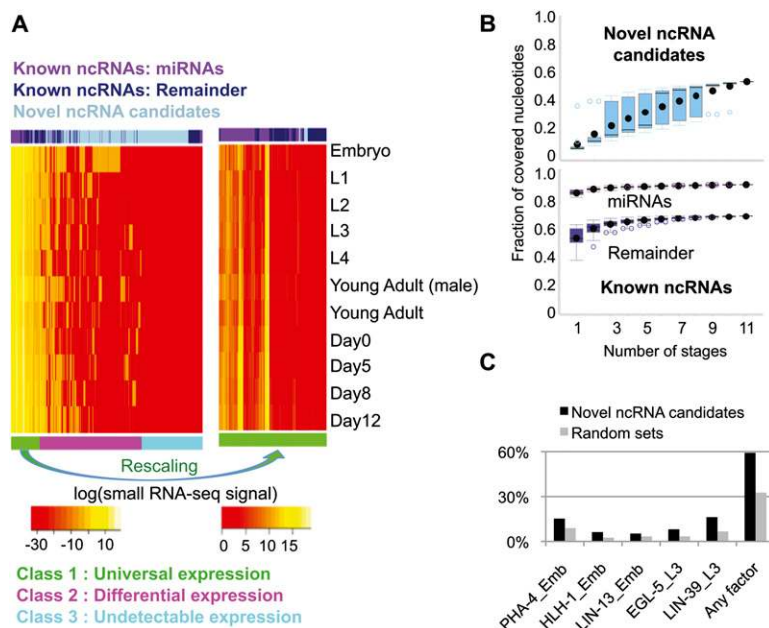 A
Known ncRNAs: miRNAs
Known ncRNAs: Remainder
Novel ncRNA candidates
Embryo
L1
L2
L3
L4
Young Adult (male)
Young Adult
Day0
Day5
Day8
Day12
Rescaling
log(small RNA-seq signal)
-30 -10 10
0 5 10 15
Class 1 : Universal expression
Class 2 : Differential expression
Class 3 : Undetectable expression
B
Fraction of covered nucleotides
1.0
0.8
0.6
0.4
0.2
0
Novel ncRNA
candidates
1.0
0.8
0.6
0.4
0.2
0
miRNAs
Remainder
Known ncRNAs
1 3 5 7 9 11
Number of stages
C
Novel ncRNA candidates
Random sets
60%
30%
0%
PHA-4_Emb
HLH-1_Emb
LIN-13_Emb
EGL-5_L3
LIN-39_L3
Any factor